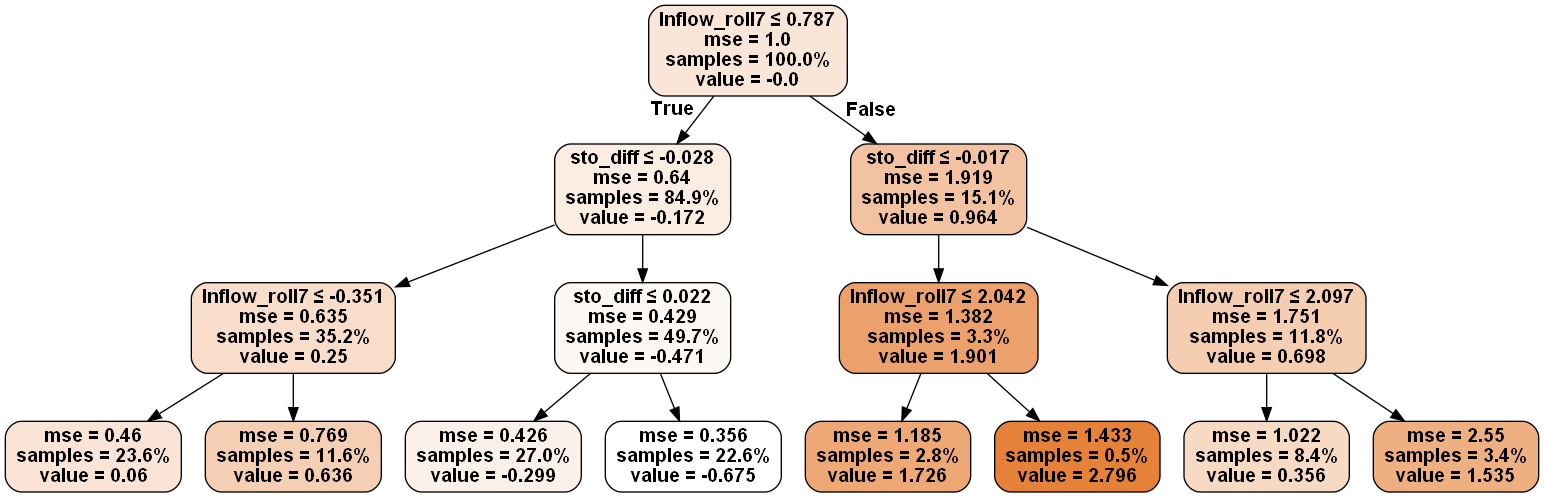 Inflow_roll7 ≤ 0.787
mse = 1.0
samples = 100.0%
value = -0.0
True
False
sto_diff ≤ -0.028
mse = 0.64
samples = 84.9%
value = -0.172
sto_diff ≤ -0.017
mse = 1.919
samples = 15.1%
value = 0.964
Inflow_roll7 ≤ -0.351
mse = 0.635
samples = 35.2%
value = 0.25
sto_diff ≤ 0.022
mse = 0.429
samples = 49.7%
value = -0.471
Inflow_roll7 ≤ 2.042
mse = 1.382
samples = 3.3%
value = 1.901
Inflow_roll7 ≤ 2.097
mse = 1.751
samples = 11.8%
value = 0.698
mse = 0.46
samples = 23.6%
value = 0.06
mse = 0.769
samples = 11.6%
value = 0.636
mse = 0.426
samples = 27.0%
value = -0.299
mse = 0.356
samples = 22.6%
value = -0.675
mse = 1.185
samples = 2.8%
value = 1.726
mse = 1.433
samples = 0.5%
value = 2.796
mse = 1.022
samples = 8.4%
value = 0.356
mse = 2.55
samples = 3.4%
value = 1.535